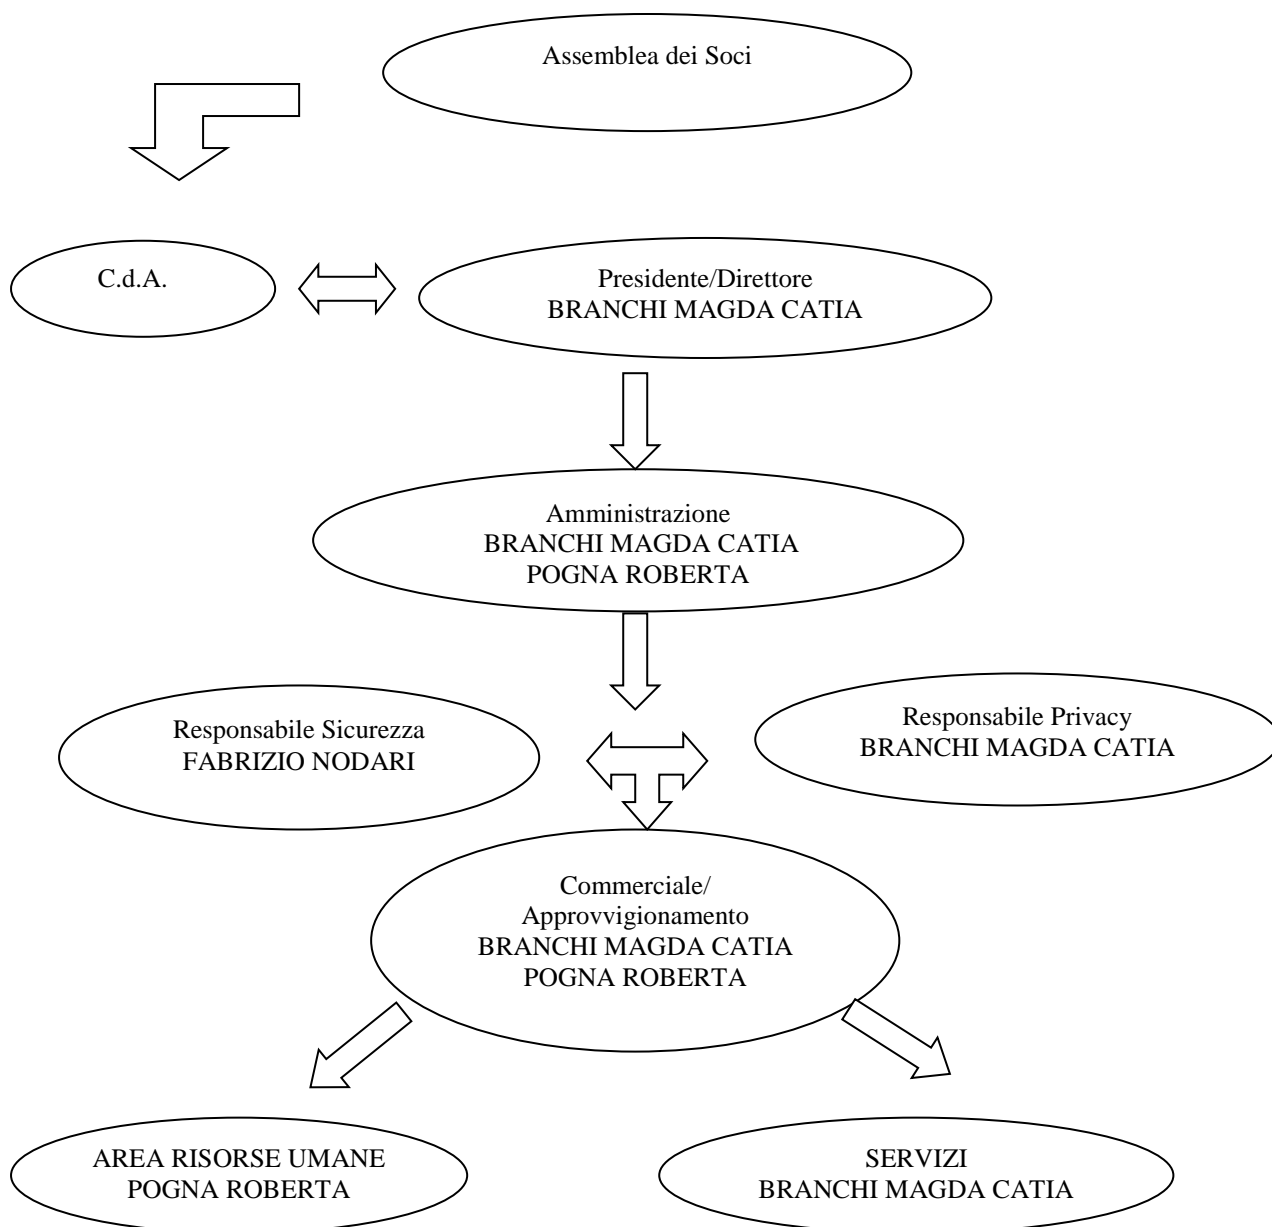 Assemblea dei Soci
C.d.A.
Presidente/Direttore
BRANCHI MAGDA CATIA
Amministrazione
BRANCHI MAGDA CATIA
POGNA ROBERTA
Responsabile Sicurezza
FABRIZIO NODARI
Responsabile Privacy
BRANCHI MAGDA CATIA
Commerciale/
Approvvigionamento
BRANCHI MAGDA CATIA
POGNA ROBERTA
AREA RISORSE UMANE
POGNA ROBERTA
SERVIZI
BRANCHI MAGDA CATIA